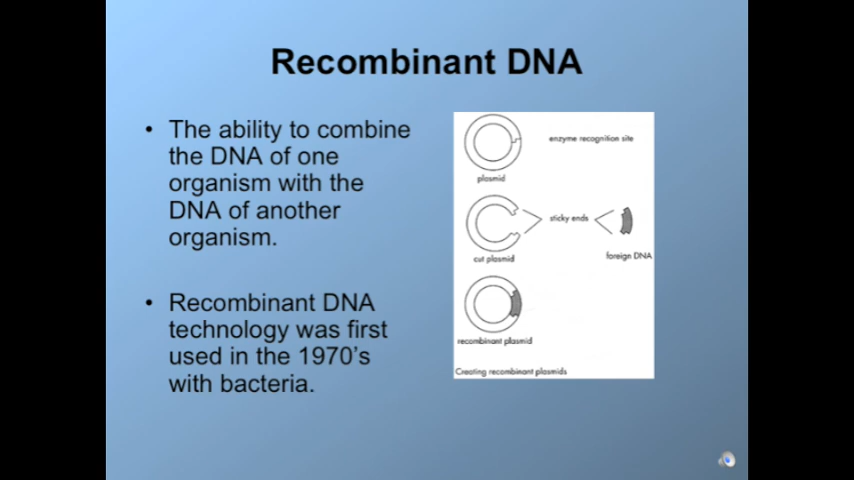 Recombinant DNA
• The ability to combine
the DNA of one
organism with the
DNA of another
organism.
• Recombinant DNA
technology was first
used in the 1970's
with bacteria.
enzyme recognition site
plasmid
sticky ends
cut plasmid
foreign DNA
recombinant plasmid
Creating recombinant plasmids